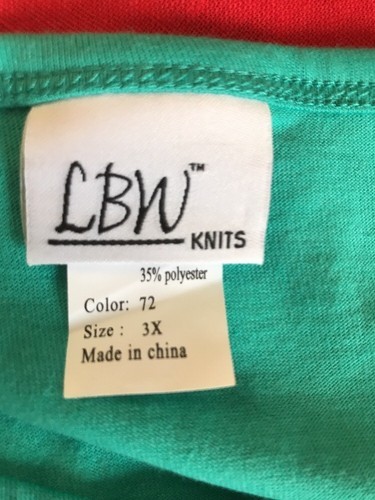 LBW™
KNITS
35% polyester
Color: 72
Size : 3X
Made in china